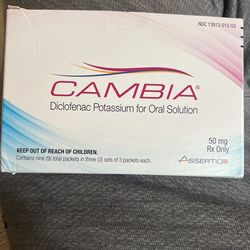 NDC 13913-012-03
CAMBIA®
Diclofenac Potassium for Oral Solution
50 mg
Rx Only
KEEP OUT OF REACH OF CHILDREN.
Contains nine (9) total packets in three (3) sets of 3 packets each.
ASSERTIO